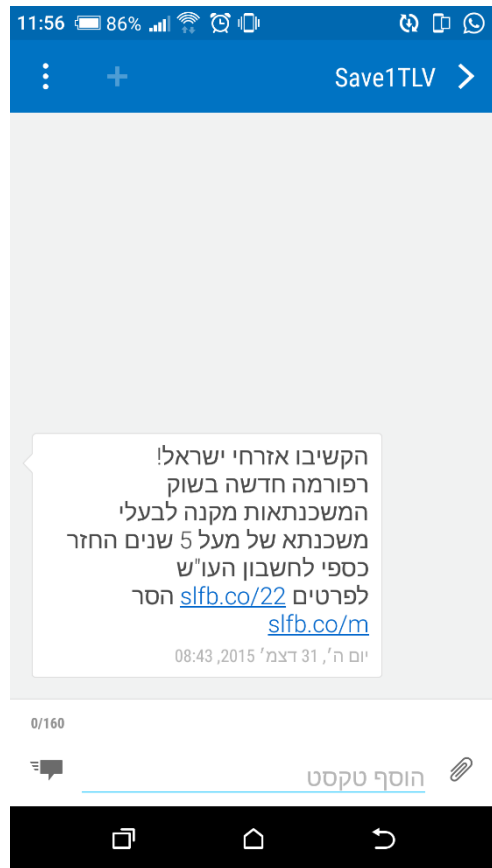 11:56 86%
Save1TLV
הקשיבו אזרחי ישראל!
רפורמה חדשה בשוק
המשכנתאות מקנה לבעלי
משכנתא של מעל 5 שנים החזר
כספי לחשבון העו"ש
לפרטים slfb.co/22 הסר
slfb.co/m
יום ה׳, 31 דצמ׳ 2015, 08:43
0/160
הוסף טקסט